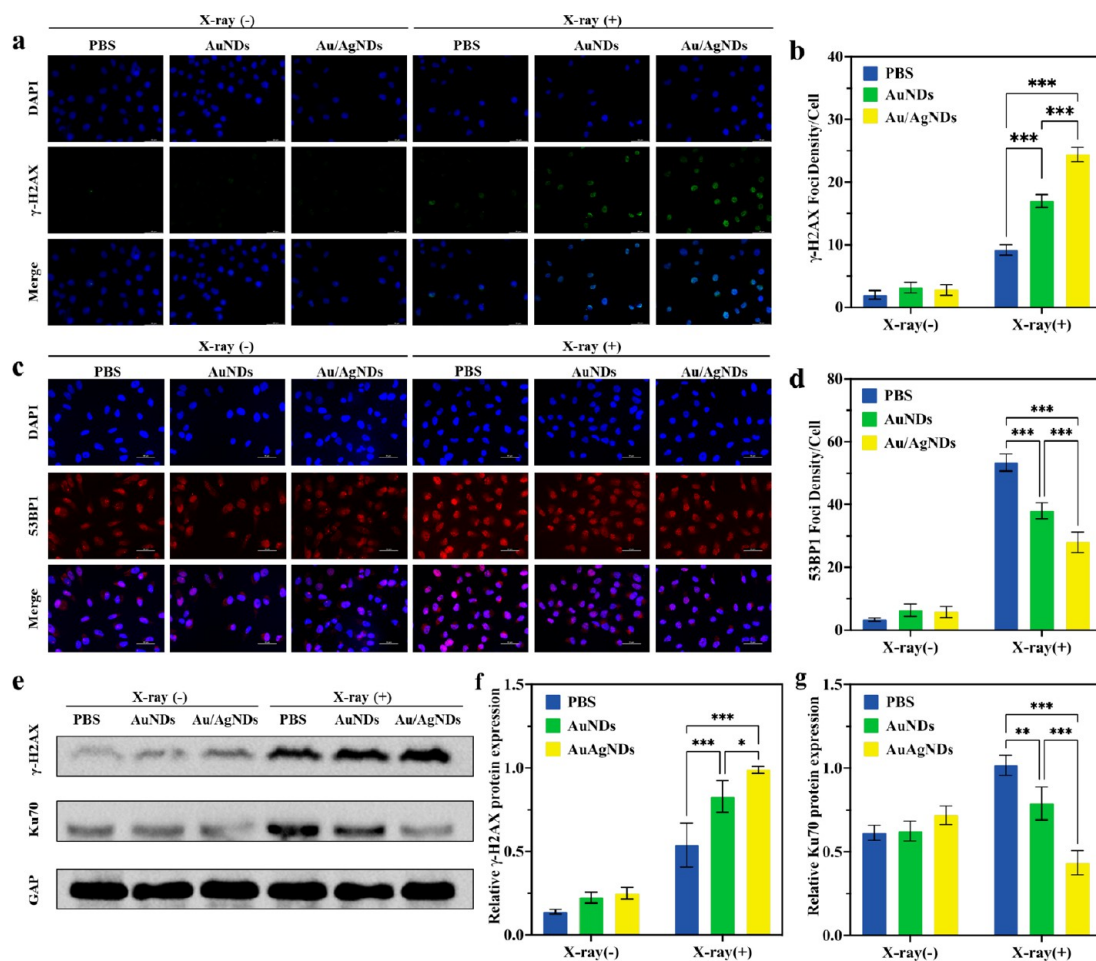 a
X-ray (-)
X-ray (+)
PBS
AuNDs
Au/AgNDs
PBS
AuNDs
Au/AgNDs
DAPI
γ-H2AX
Merge
b
PBS
AuNDs
Au/AgNDs
γ-H2AX Foci Density/Cell
40
30
20
10
0
***
***
***
X-ray(-)
X-ray(+)
c
X-ray (-)
X-ray (+)
PBS
AuNDs
Au/AgNDs
PBS
AuNDs
Au/AgNDs
DAPI
53BP1
Merge
d
PBS
AuNDs
Au/AgNDs
53BP1 Foci Density/Cell
80
60
40
20
0
***
***
***
X-ray(-)
X-ray(+)
e
X-ray (-)
X-ray (+)
PBS
AuNDs
Au/AgNDs
PBS
AuNDs
Au/AgNDs
γ-H2AX
Ku70
GAP
f
PBS
AuNDs
AuAgNDs
Relative γ-H2AX protein expression
1.5
1.0
0.5
0.0
***
***
*
X-ray(-)
X-ray(+)
g
PBS
AuNDs
AuAgNDs
Relative Ku70 protein expression
1.5
1.0
0.5
0.0
***
**
***
X-ray(-)
X-ray(+)